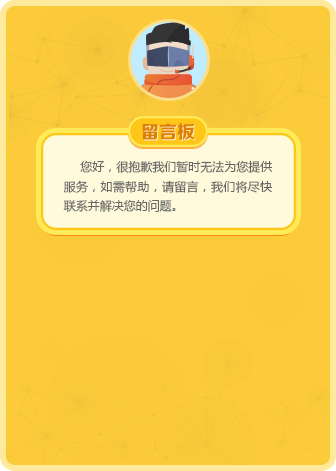 留言板
您好，很抱歉我们暂时无法为您提供
服务，如需帮助，请留言，我们将尽快
联系并解决您的问题。